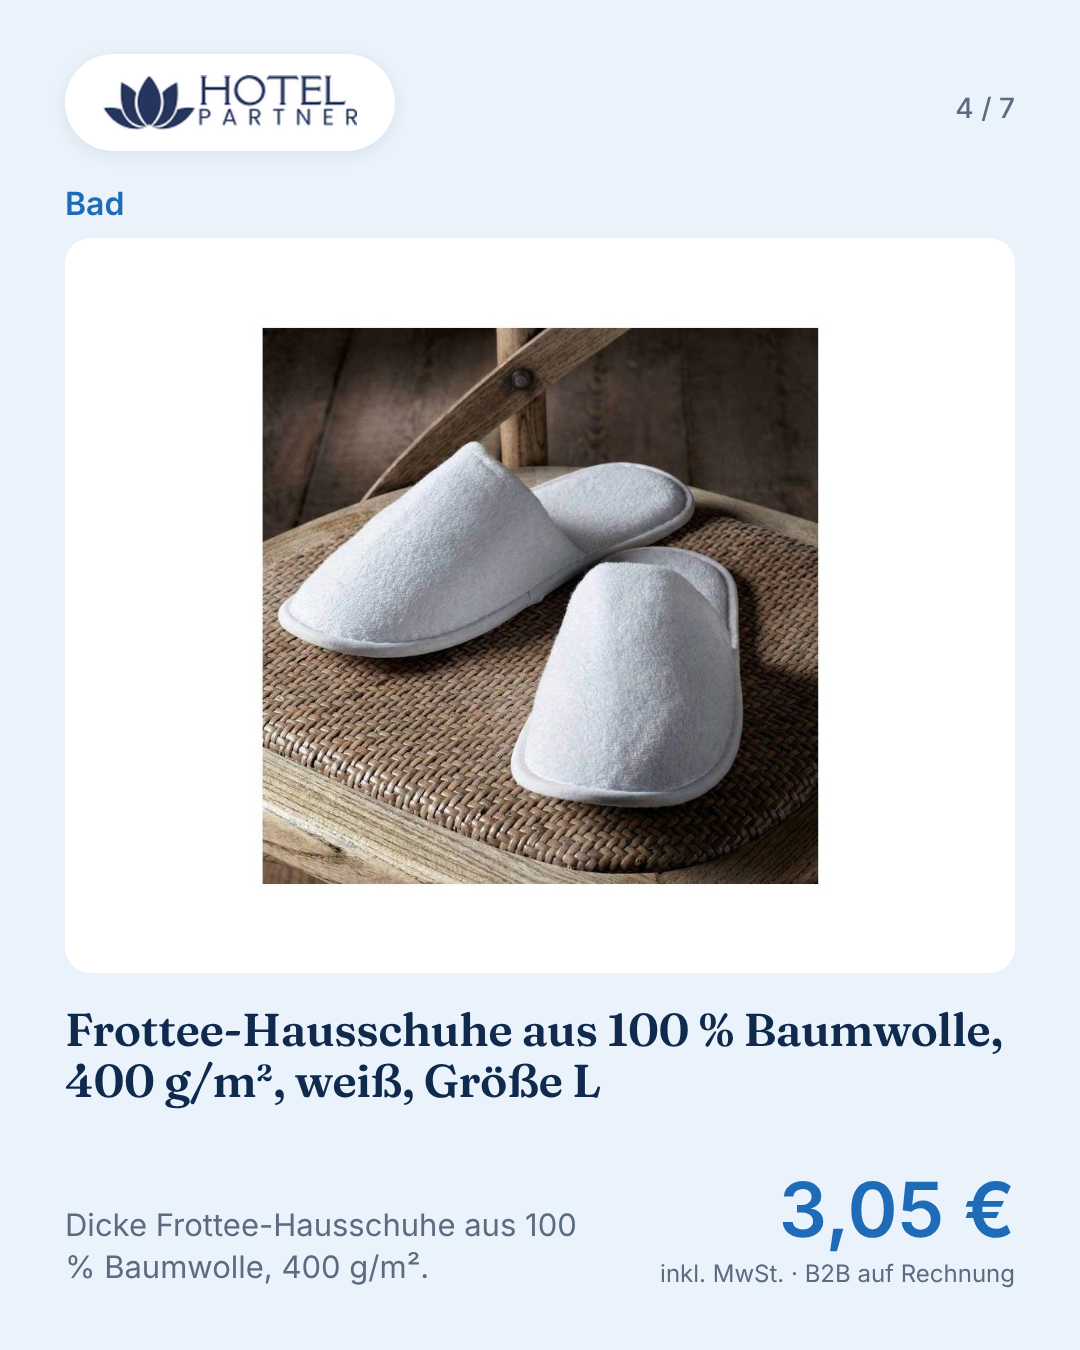 HOTEL
PARTNER
4 / 7
Bad
Frottee-Hausschuhe aus 100 % Baumwolle,
400 g/m², weiß, Größe L
Dicke Frottee-Hausschuhe aus 100
% Baumwolle, 400 g/m².
3,05 €
inkl. MwSt. · B2B auf Rechnung